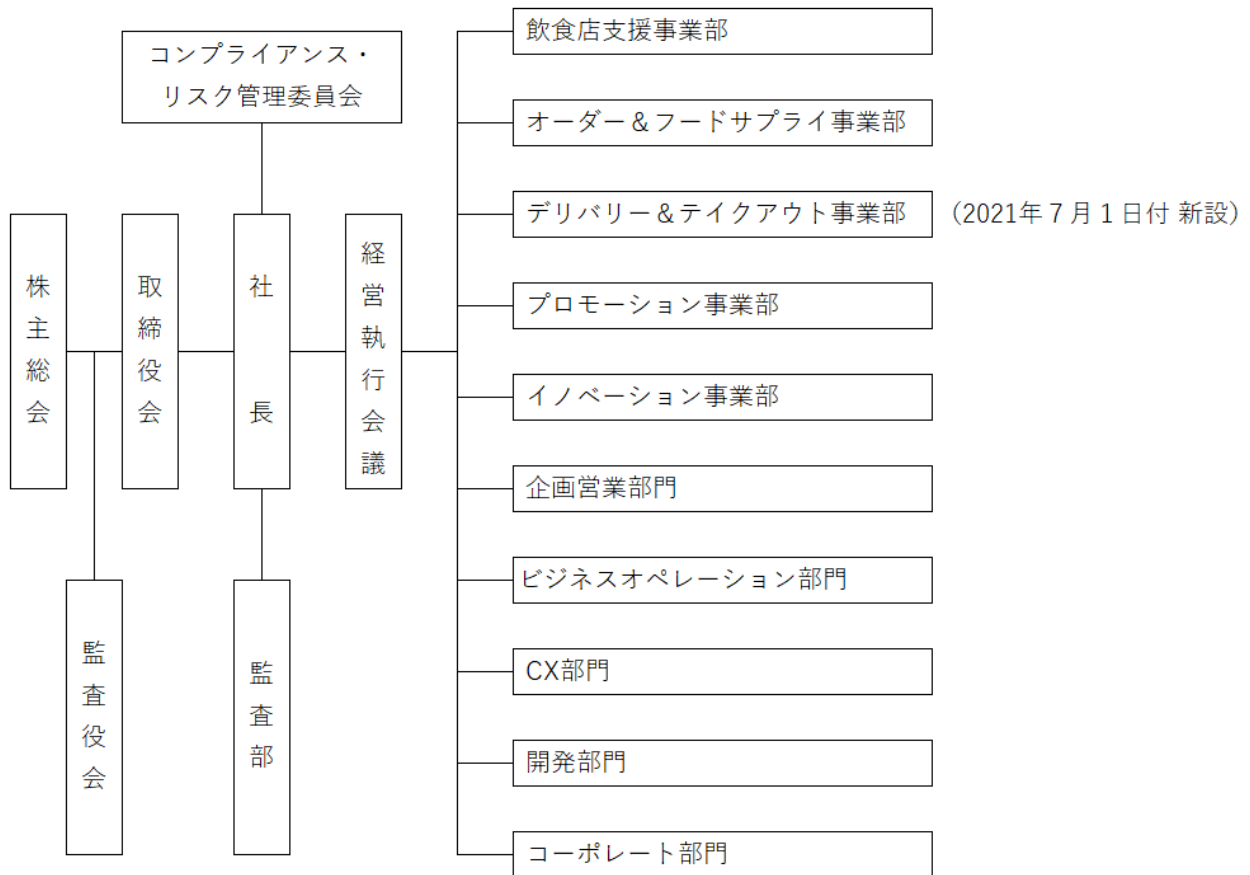 コンプライアンス・
リスク管理委員会
株主総会
取締役会
社長
経営執行会議
監査役会
監査部
飲食店支援事業部
オーダー＆フードサプライ事業部
デリバリー＆テイクアウト事業部 （2021年７月１日付 新設）
プロモーション事業部
イノベーション事業部
企画営業部門
ビジネスオペレーション部門
CX部門
開発部門
コーポレート部門